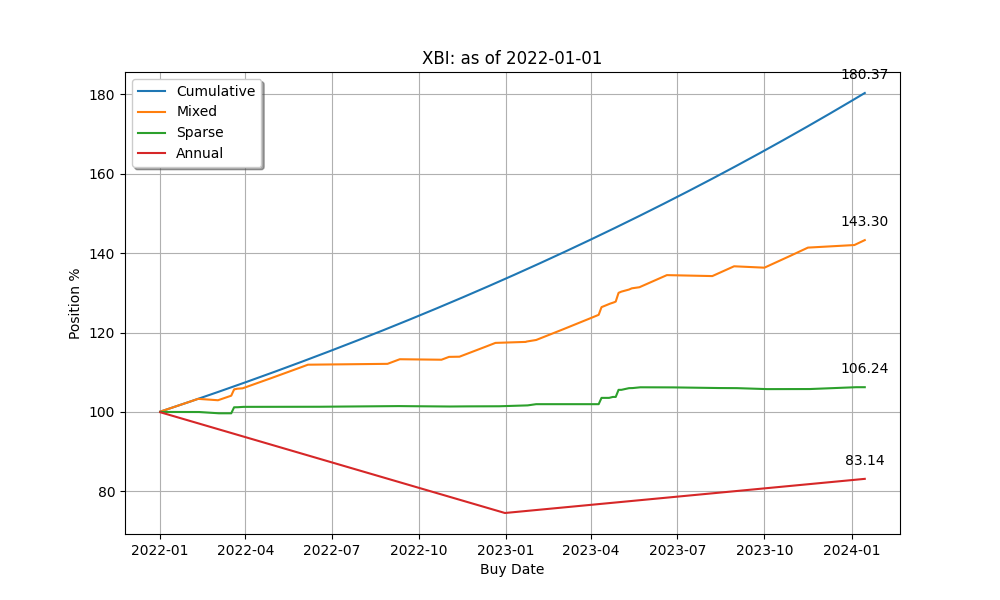 XBI: as of 2022-01-01
Cumulative
Mixed
Sparse
Annual
180.37
143.30
106.24
83.14
180
160
140
120
100
80
Position %
2022-01 2022-04 2022-07 2022-10 2023-01 2023-04 2023-07 2023-10 2024-01
Buy Date